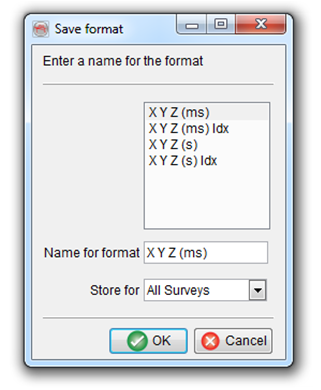 Save format
Enter a name for the format
X Y Z (ms)
X Y Z (ms) Idx
X Y Z (s)
X Y Z (s) Idx
Name for format X Y Z (ms)
Store for All Surveys
OK Cancel